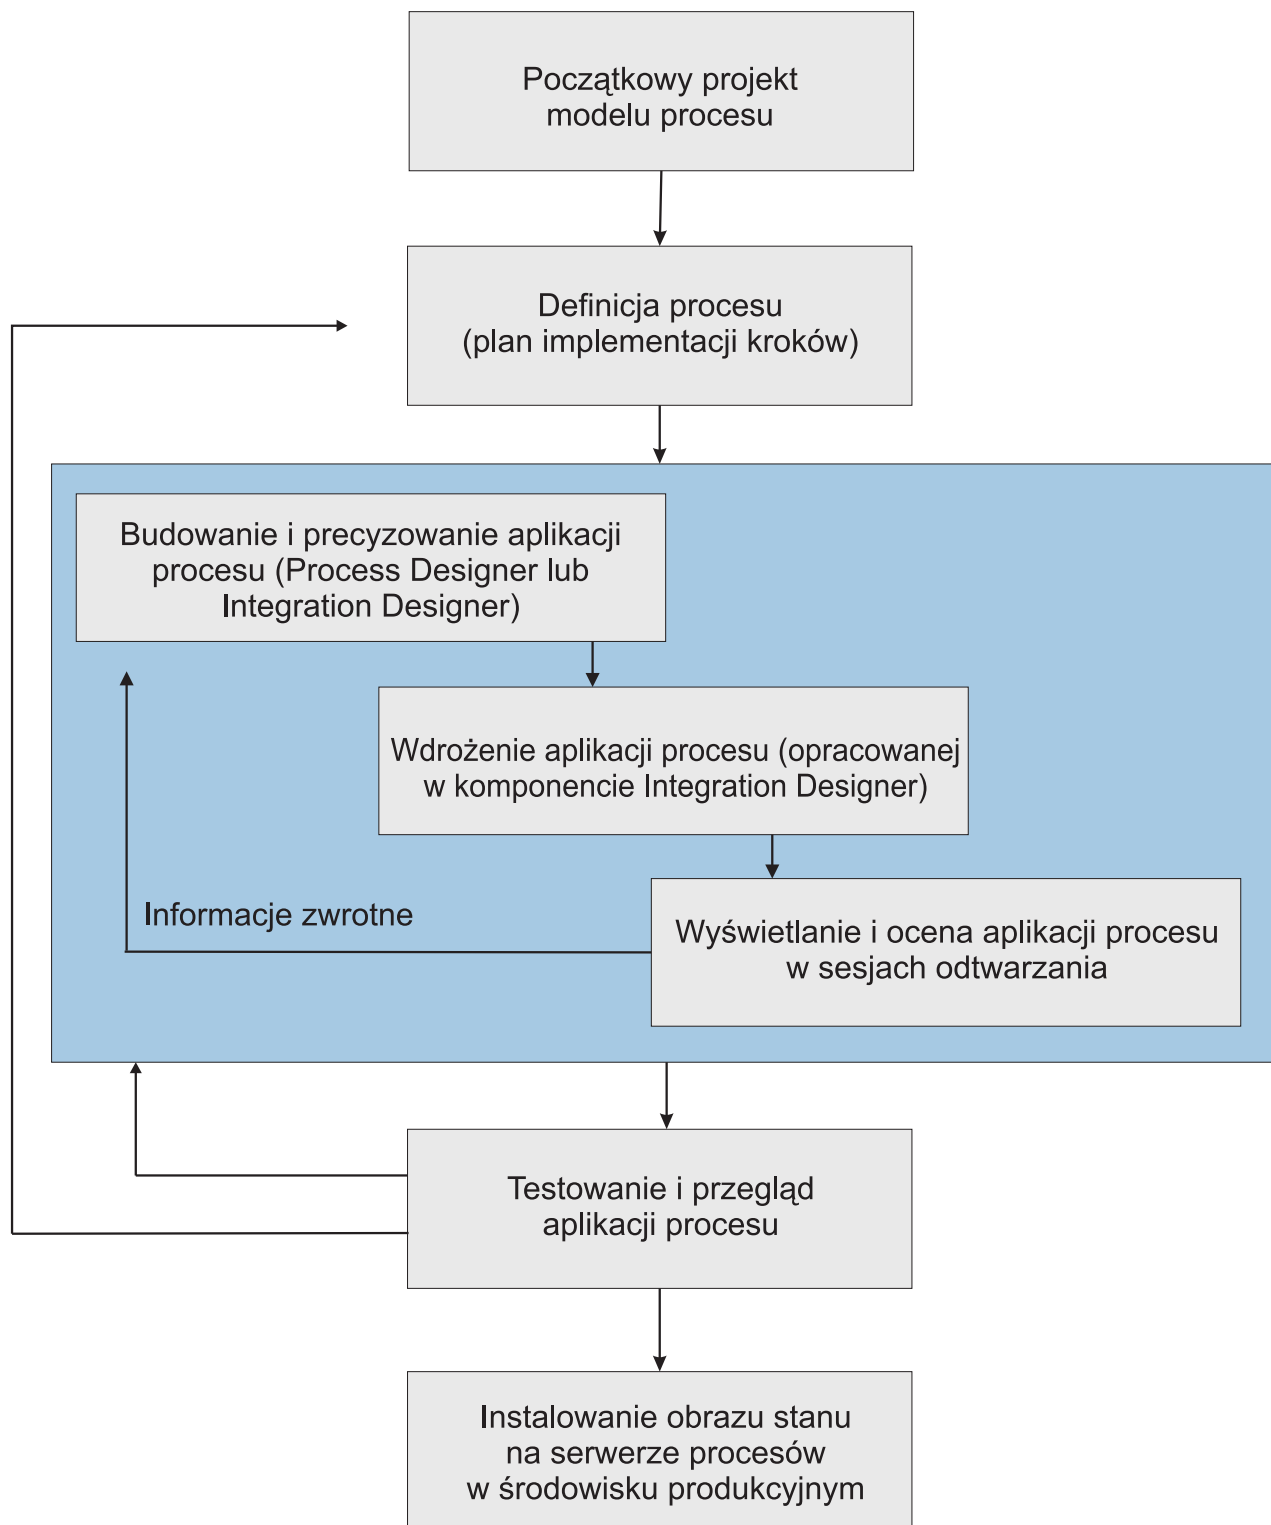 Początkowy projekt
modelu procesu
Definicja procesu
(plan implementacji kroków)
Budowanie i precyzowanie aplikacji
procesu (Process Designer lub
Integration Designer)
Wdrożenie aplikacji procesu (opracowanej
w komponencie Integration Designer)
Informacje zwrotne
Wyświetlanie i ocena aplikacji procesu
w sesjach odtwarzania
Testowanie i przegląd
aplikacji procesu
Instalowanie obrazu stanu
na serwerze procesów
w środowisku produkcyjnym